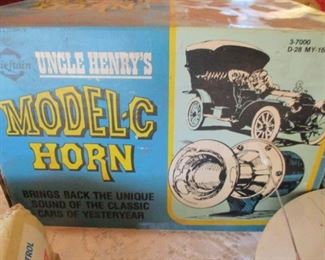 UNCLE HENRY'S
3-7000
MODEL-C
HORN
BRINGS BACK THE UNIQUE
SOUND OF THE CLASSIC
CARS OF YESTERYEAR